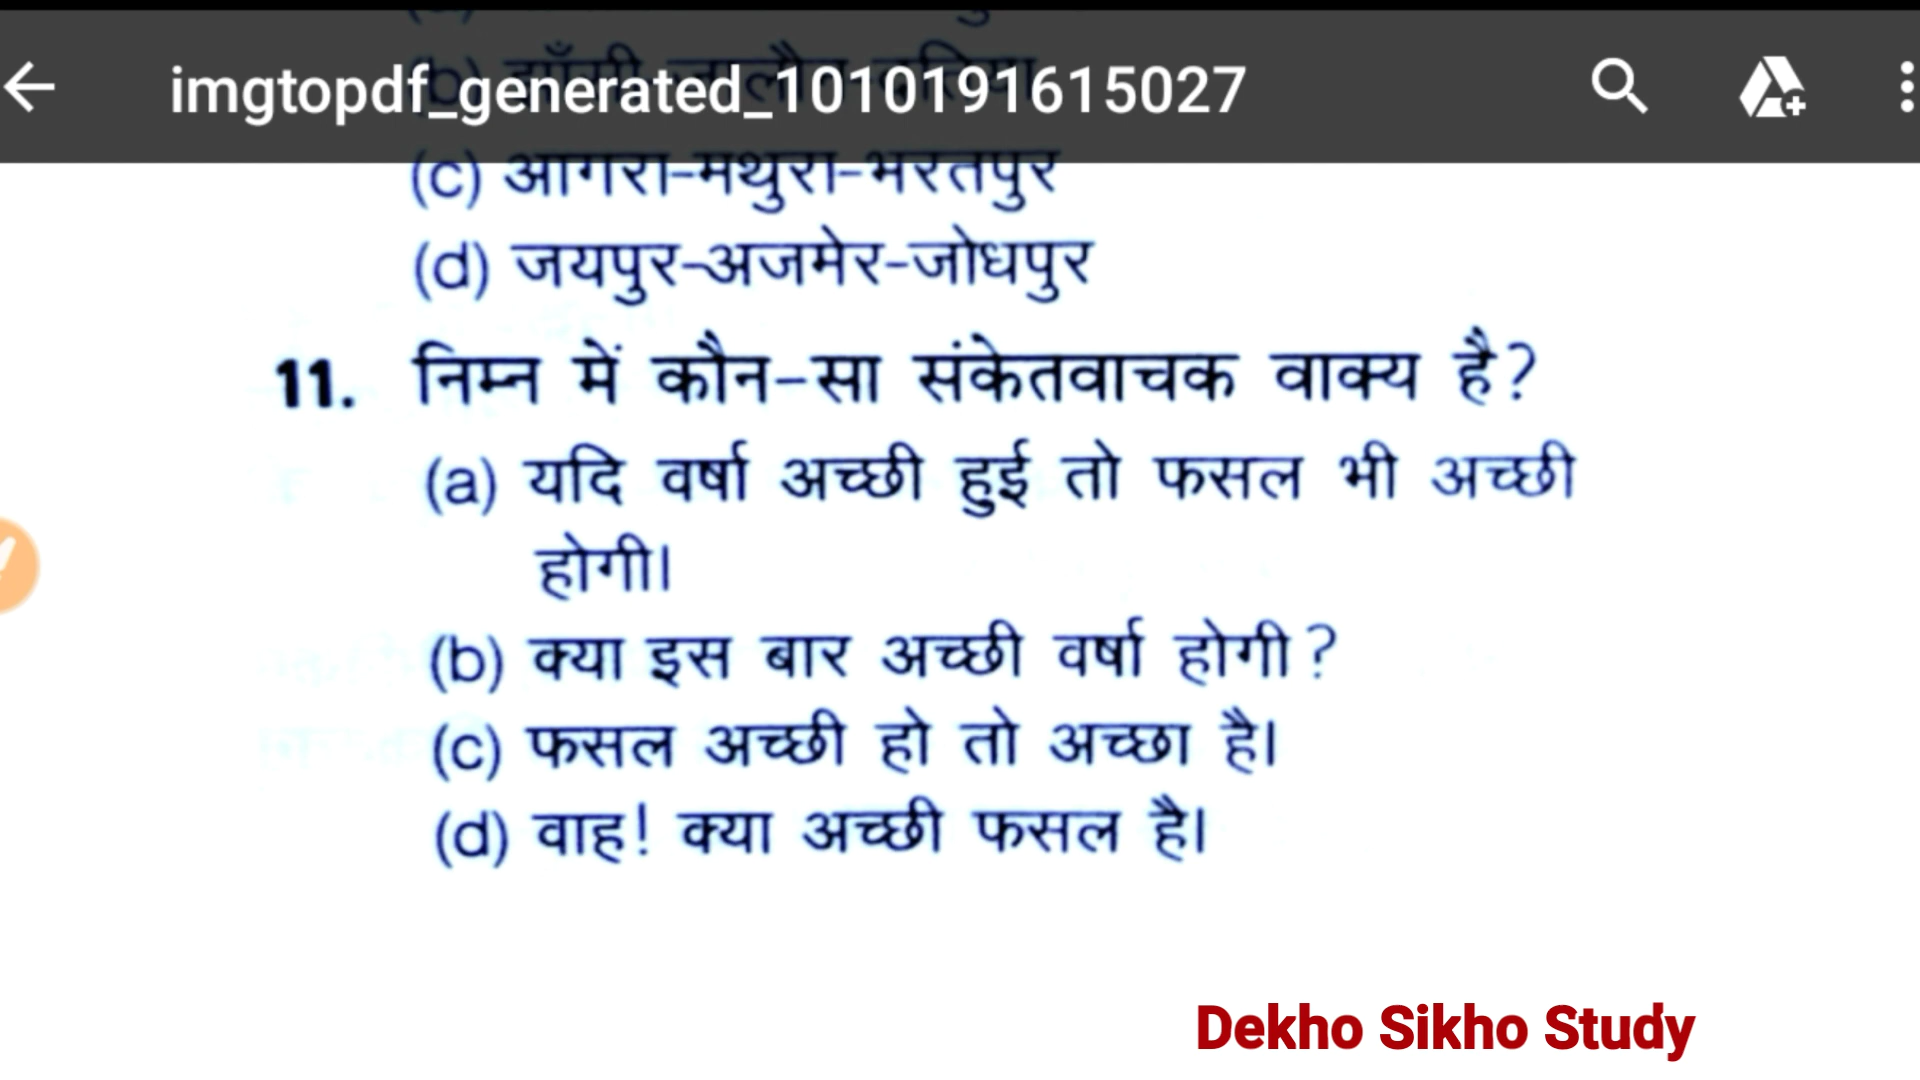 imgtopdf_generated_1010191615027
(c) आगरा-मथुरा-भरतपुर
(d) जयपुर-अजमेर-जोधपुर
11. निम्न में कौन-सा संकेतवाचक वाक्य है?
(a) यदि वर्षा अच्छी हुई तो फसल भी अच्छी
होगी।
(b) क्या इस बार अच्छी वर्षा होगी?
(c) फसल अच्छी हो तो अच्छा है।
(d) वाह! क्या अच्छी फसल है।
Dekho Sikho Study